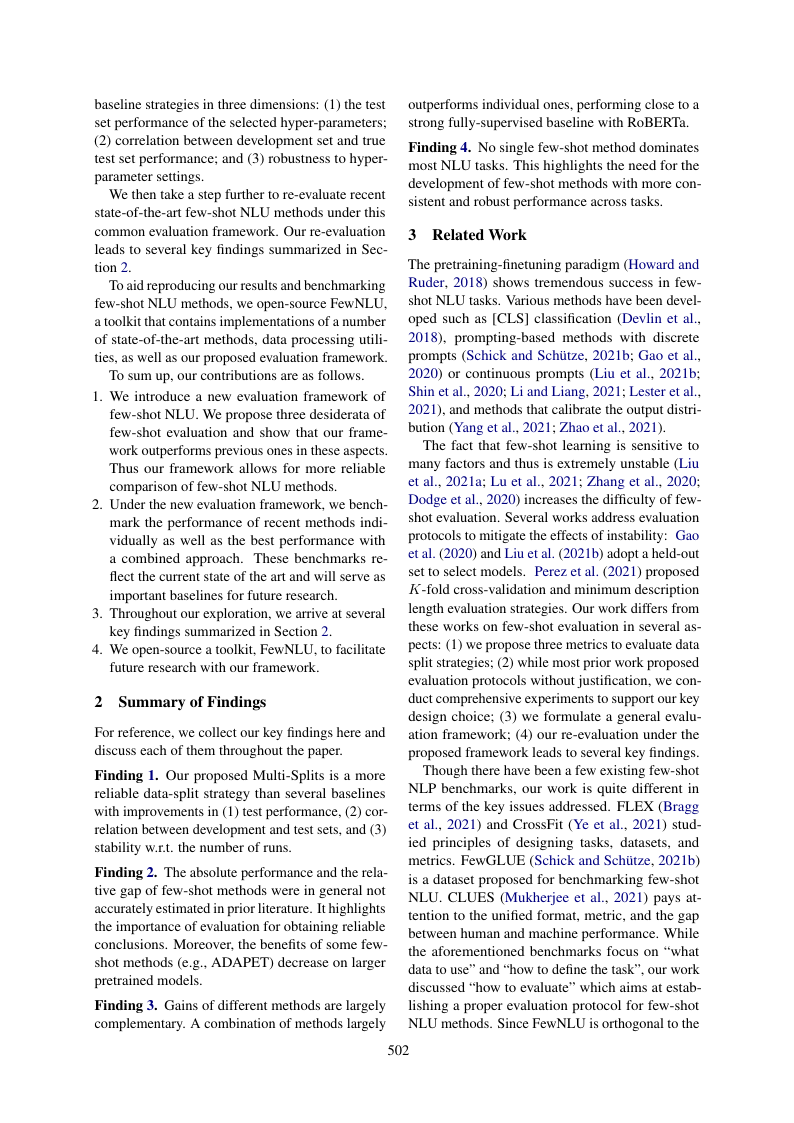 baseline strategies in three dimensions: (1) the test
set performance of the selected hyper-parameters;
(2) correlation between development set and true
test set performance; and (3) robustness to hyper-
parameter settings.
We then take a step further to re-evaluate recent
state-of-the-art few-shot NLU methods under this
common evaluation framework. Our re-evaluation
leads to several key findings summarized in Sec-
tion 2.
To aid reproducing our results and benchmarking
few-shot NLU methods, we open-source FewNLU,
a toolkit that contains implementations of a number
of state-of-the-art methods, data processing utili-
ties, as well as our proposed evaluation framework.
To sum up, our contributions are as follows.
1. We introduce a new evaluation framework of
few-shot NLU. We propose three desiderata of
few-shot evaluation and show that our frame-
work outperforms previous ones in these aspects.
Thus our framework allows for more reliable
comparison of few-shot NLU methods.
2. Under the new evaluation framework, we bench-
mark the performance of recent methods indi-
vidually as well as the best performance with
a combined approach. These benchmarks re-
flect the current state of the art and will serve as
important baselines for future research.
3. Throughout our exploration, we arrive at several
key findings summarized in Section 2.
4. We open-source a toolkit, FewNLU, to facilitate
future research with our framework.
2 Summary of Findings
For reference, we collect our key findings here and
discuss each of them throughout the paper.
Finding 1. Our proposed Multi-Splits is a more
reliable data-split strategy than several baselines
with improvements in (1) test performance, (2) cor-
relation between development and test sets, and (3)
stability w.r.t. the number of runs.
Finding 2. The absolute performance and the rela-
tive gap of few-shot methods were in general not
accurately estimated in prior literature. It highlights
the importance of evaluation for obtaining reliable
conclusions. Moreover, the benefits of some few-
shot methods (e.g., ADAPET) decrease on larger
pretrained models.
Finding 3. Gains of different methods are largely
complementary. A combination of methods largely
outperforms individual ones, performing close to a
strong fully-supervised baseline with RoBERTa.
Finding 4. No single few-shot method dominates
most NLU tasks. This highlights the need for the
development of few-shot methods with more con-
sistent and robust performance across tasks.
3 Related Work
The pretraining-finetuning paradigm (Howard and
Ruder, 2018) shows tremendous success in few-
shot NLU tasks. Various methods have been devel-
oped such as [CLS] classification (Devlin et al.,
2018), prompting-based methods with discrete
prompts (Schick and Schütze, 2021b; Gao et al.,
2020) or continuous prompts (Liu et al., 2021b;
Shin et al., 2020; Li and Liang, 2021; Lester et al.,
2021), and methods that calibrate the output distri-
bution (Yang et al., 2021; Zhao et al., 2021).
The fact that few-shot learning is sensitive to
many factors and thus is extremely unstable (Liu
et al., 2021a; Lu et al., 2021; Zhang et al., 2020;
Dodge et al., 2020) increases the difficulty of few-
shot evaluation. Several works address evaluation
protocols to mitigate the effects of instability: Gao
et al. (2020) and Liu et al. (2021b) adopt a held-out
set to select models. Perez et al. (2021) proposed
K-fold cross-validation and minimum description
length evaluation strategies. Our work differs from
these works on few-shot evaluation in several as-
pects: (1) we propose three metrics to evaluate data
split strategies; (2) while most prior work proposed
evaluation protocols without justification, we con-
duct comprehensive experiments to support our key
design choice; (3) we formulate a general evalu-
ation framework; (4) our re-evaluation under the
proposed framework leads to several key findings.
Though there have been a few existing few-shot
NLP benchmarks, our work is quite different in
terms of the key issues addressed. FLEX (Bragg
et al., 2021) and CrossFit (Ye et al., 2021) stud-
ied principles of designing tasks, datasets, and
metrics. FewGLUE (Schick and Schütze, 2021b)
is a dataset proposed for benchmarking few-shot
NLU. CLUES (Mukherjee et al., 2021) pays at-
tention to the unified format, metric, and the gap
between human and machine performance. While
the aforementioned benchmarks focus on “what
data to use” and “how to define the task”, our work
discussed “how to evaluate” which aims at estab-
lishing a proper evaluation protocol for few-shot
NLU methods. Since FewNLU is orthogonal to the
502